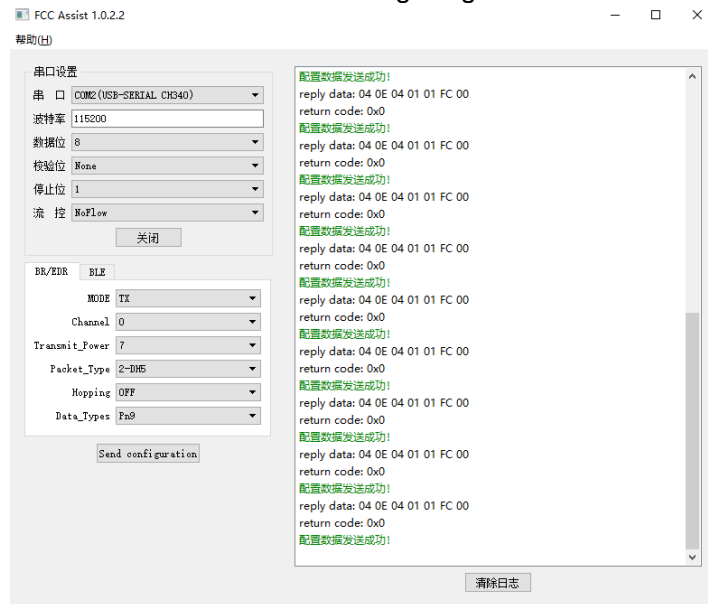 FCC Assist 1.0.2.2
帮助(H)
串口设置
串 口 COM2(USB-SERIAL CH340)
波特率 115200
数据位 8
校验位 None
停止位 1
流 控 NoFlow
关闭
BR/EDR BLE
MODE TX
Channel 0
Transmit_Power 7
Packet_Type 2-DH5
Hopping OFF
Data_Types Pn9
Send configuration
配置数据发送成功!
reply data: 04 0E 04 01 01 FC 00
return code: 0x0
配置数据发送成功!
reply data: 04 0E 04 01 01 FC 00
return code: 0x0
配置数据发送成功!
reply data: 04 0E 04 01 01 FC 00
return code: 0x0
配置数据发送成功!
reply data: 04 0E 04 01 01 FC 00
return code: 0x0
配置数据发送成功!
reply data: 04 0E 04 01 01 FC 00
return code: 0x0
配置数据发送成功!
reply data: 04 0E 04 01 01 FC 00
return code: 0x0
配置数据发送成功!
reply data: 04 0E 04 01 01 FC 00
return code: 0x0
配置数据发送成功!
reply data: 04 0E 04 01 01 FC 00
return code: 0x0
配置数据发送成功!
reply data: 04 0E 04 01 01 FC 00
return code: 0x0
配置数据发送成功!
清除日志